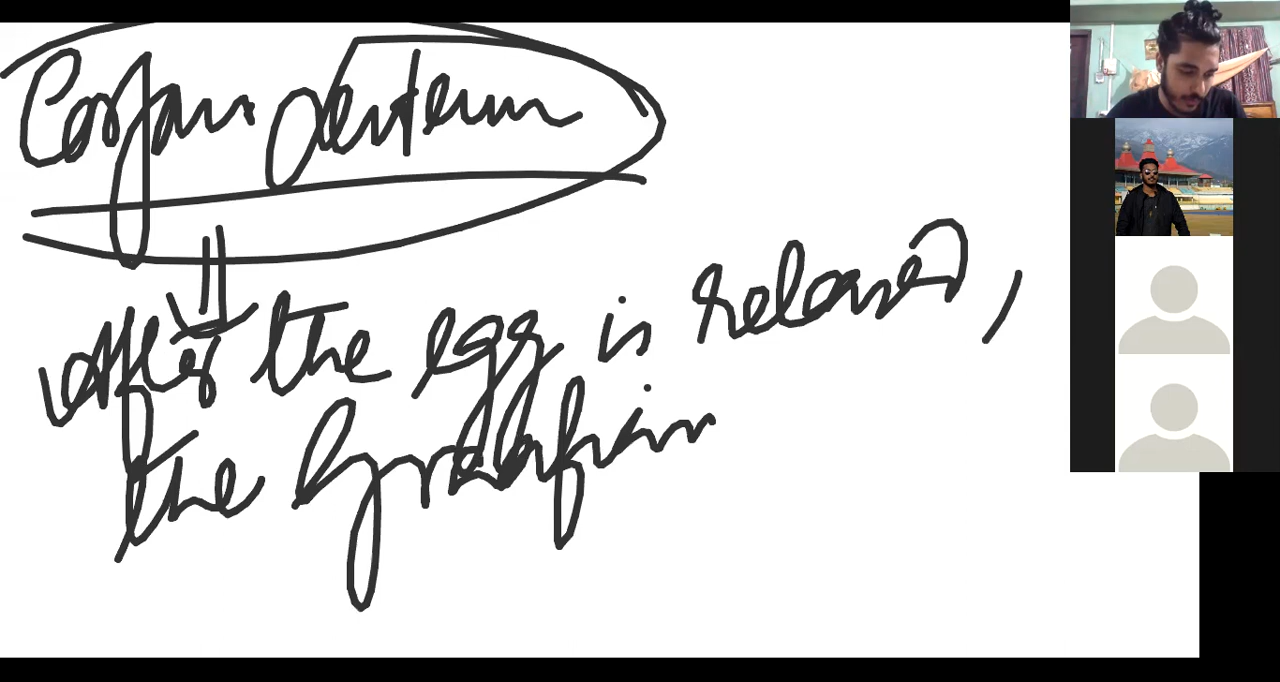 Corpus Luteum
after the egg is released,
the Graafian